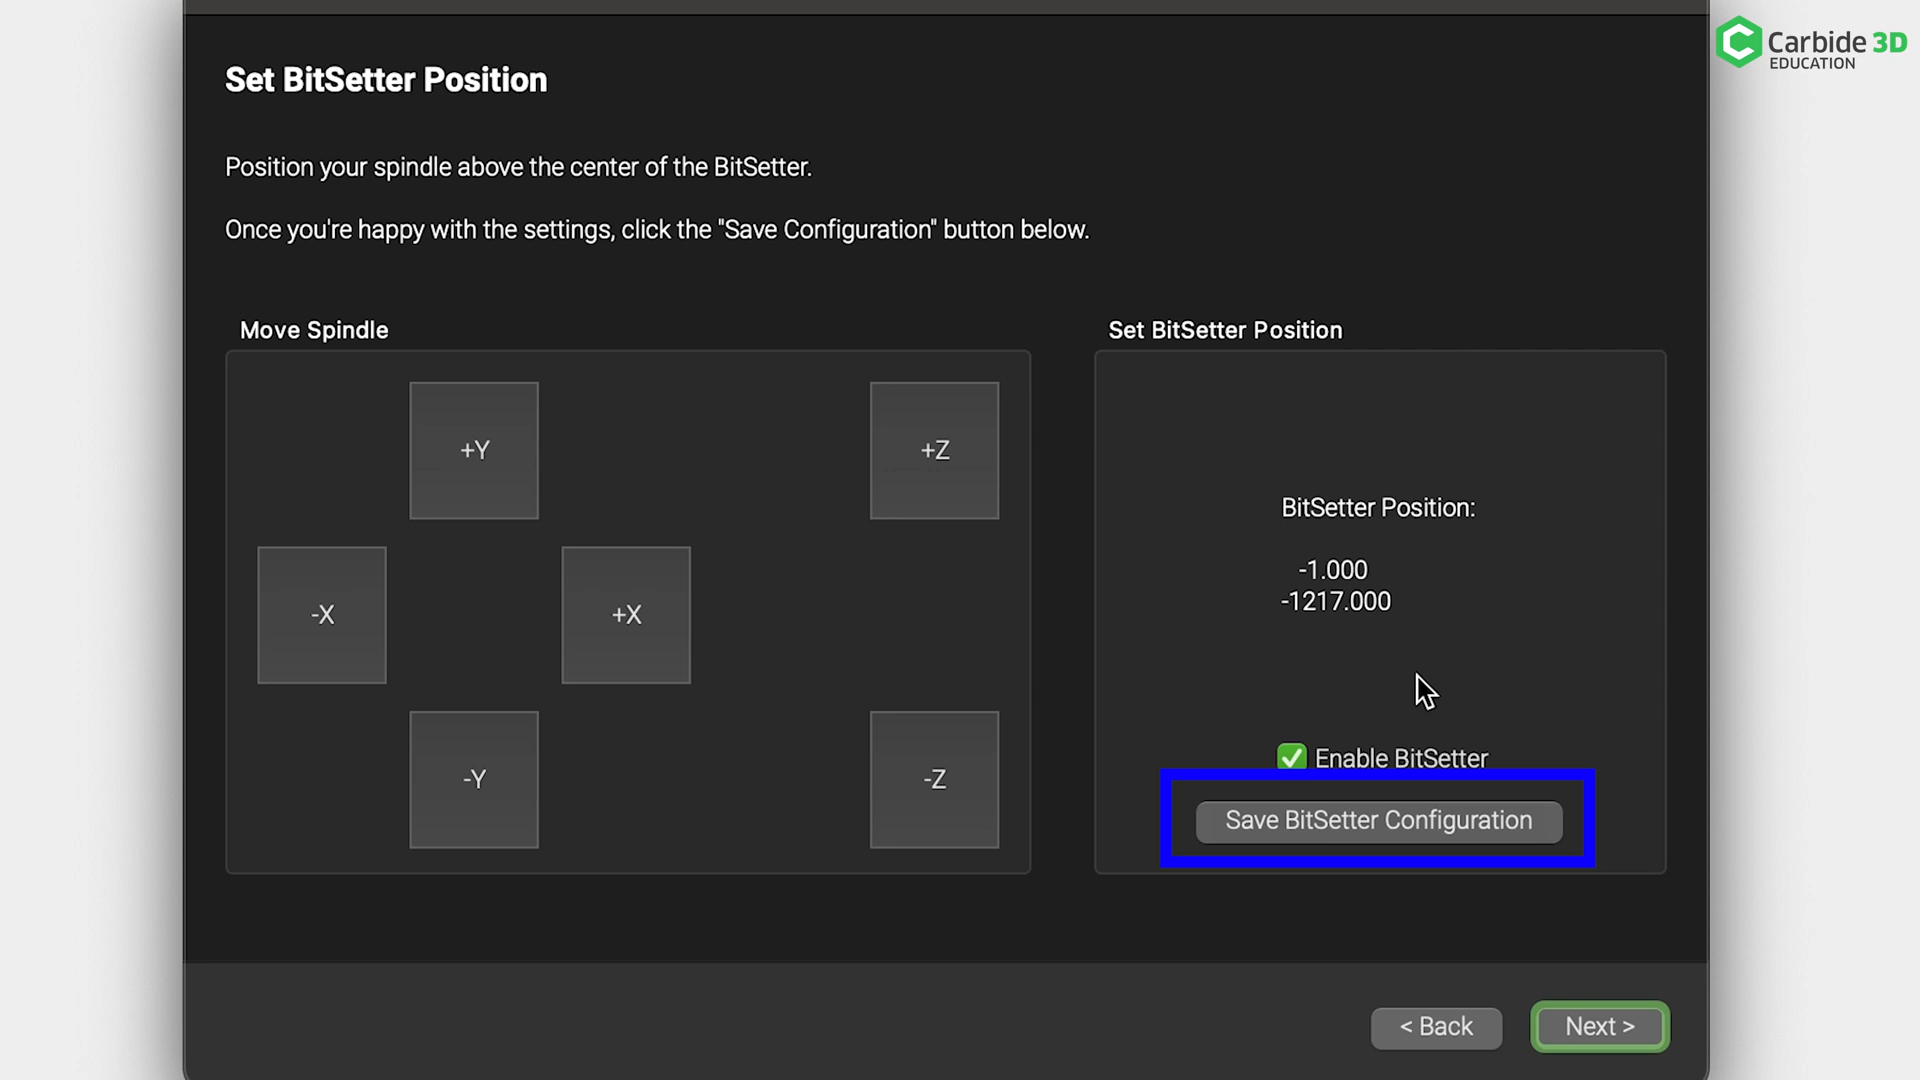 Carbide 3D
EDUCATION
Set BitSetter Position
Position your spindle above the center of the BitSetter.
Once you're happy with the settings, click the "Save Configuration" button below.
Move Spindle
+Y
+Z
-X
+X
-Y
-Z
Set BitSetter Position
BitSetter Position:
-1.000
-1217.000
Enable BitSetter
Save BitSetter Configuration
< Back
Next >